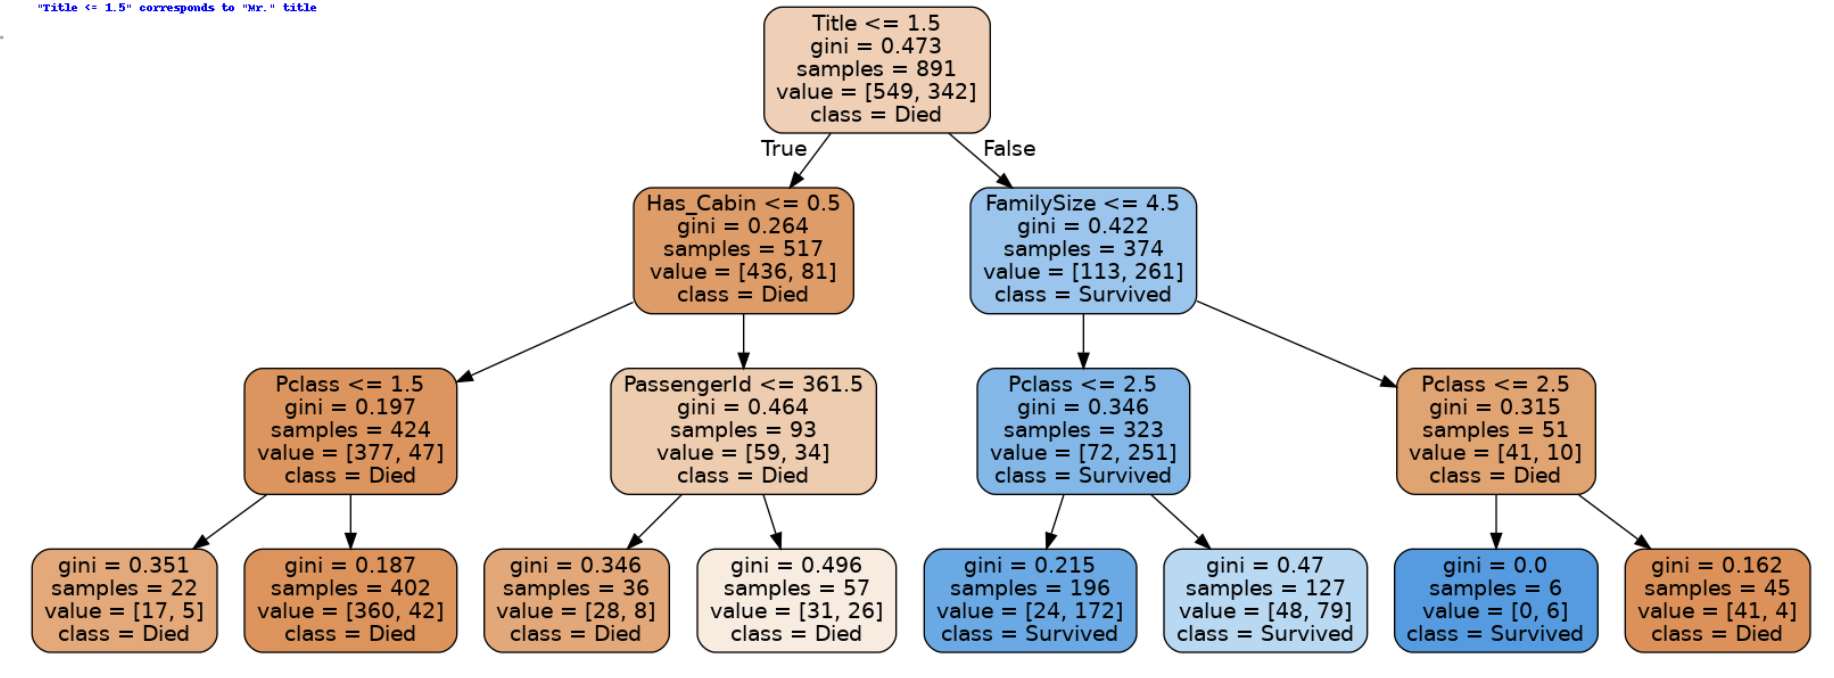 "Title <= 1.5" corresponds to "Mr." title
Title <= 1.5
gini = 0.473
samples = 891
value = [549, 342]
class = Died
True
False
Has_Cabin <= 0.5
gini = 0.264
samples = 517
value = [436, 81]
class = Died
FamilySize <= 4.5
gini = 0.422
samples = 374
value = [113, 261]
class = Survived
Pclass <= 1.5
gini = 0.197
samples = 424
value = [377, 47]
class = Died
PassengerId <= 361.5
gini = 0.464
samples = 93
value = [59, 34]
class = Died
Pclass <= 2.5
gini = 0.346
samples = 323
value = [72, 251]
class = Survived
Pclass <= 2.5
gini = 0.315
samples = 51
value = [41, 10]
class = Died
gini = 0.351
samples = 22
value = [17, 5]
class = Died
gini = 0.187
samples = 402
value = [360, 42]
class = Died
gini = 0.346
samples = 36
value = [28, 8]
class = Died
gini = 0.496
samples = 57
value = [31, 26]
class = Died
gini = 0.215
samples = 196
value = [24, 172]
class = Survived
gini = 0.47
samples = 127
value = [48, 79]
class = Survived
gini = 0.0
samples = 6
value = [0, 6]
class = Survived
gini = 0.162
samples = 45
value = [41, 4]
class = Died